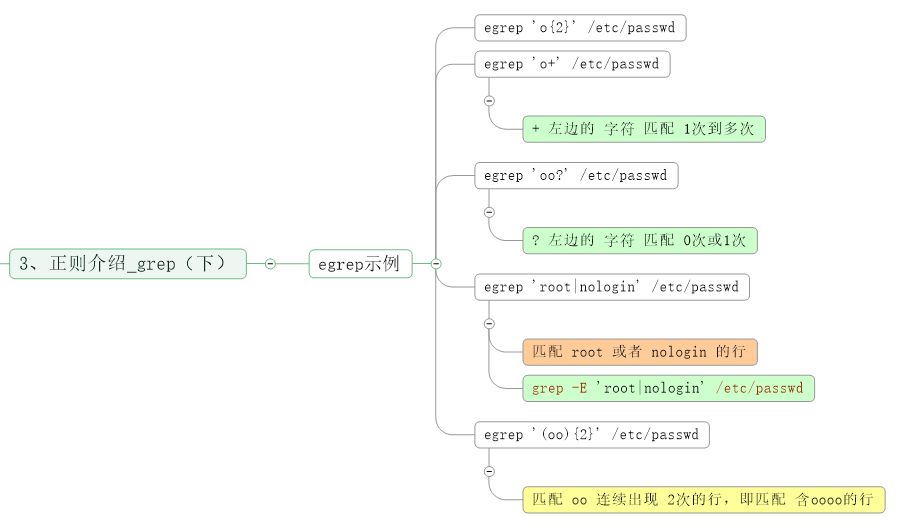 egrep 'o{2}' /etc/passwd
egrep 'o+' /etc/passwd
+ 左边的 字符 匹配 1次到多次
egrep 'oo?' /etc/passwd
? 左边的 字符 匹配 0次或1次
3、正则介绍_grep（下）
egrep示例
egrep 'root|nologin' /etc/passwd
匹配 root 或者 nologin 的行
grep -E 'root|nologin' /etc/passwd
egrep '(oo){2}' /etc/passwd
匹配 oo 连续出现 2次的行，即匹配 含oooo的行